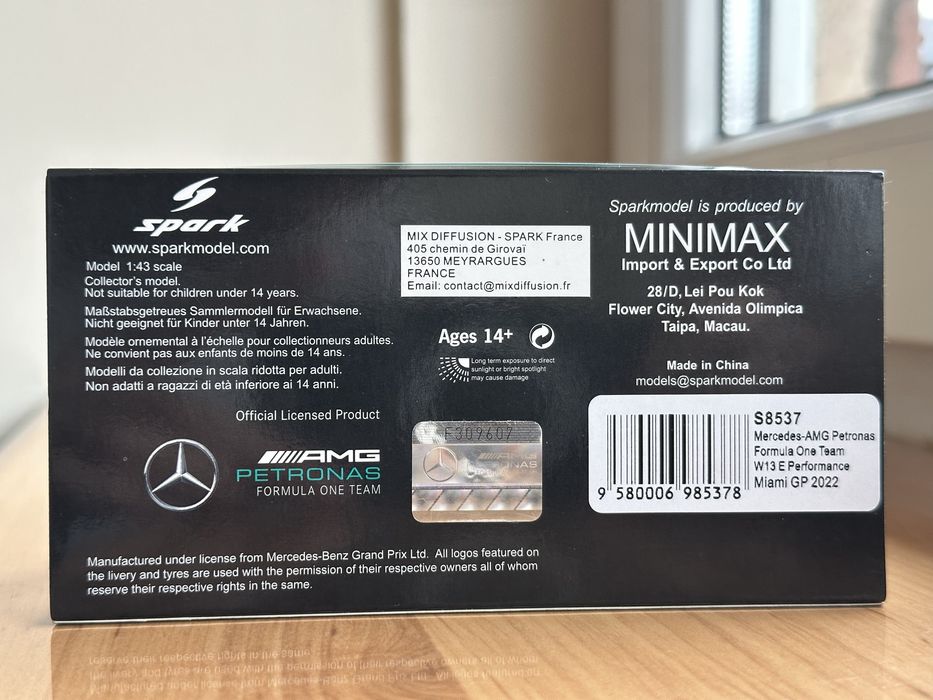 spark
www.sparkmodel.com
Model 1:43 scale
Collector's model.
Not suitable for children under 14 years.
Maßstabsgetreues Sammlermodell für Erwachsene.
Nicht geeignet für Kinder unter 14 Jahren.
Modèle ornemental à l'échelle pour collectionneurs adultes.
Ne convient pas aux enfants de moins de 14 ans.
Modelli da collezione in scala ridotta per adulti.
Non adatti a ragazzi di età inferiore ai 14 anni.
MIX DIFFUSION - SPARK France
405 chemin de Girovaï
13650 MEYRARGUES
FRANCE
Email: contact@mixdiffusion.fr
Ages 14+
Long term exposure to direct
sunlight or bright spotlight
may cause damage
Sparkmodel is produced by
MINIMAX
Import & Export Co Ltd
28/D, Lei Pou Kok
Flower City, Avenida Olimpica
Taipa, Macau.
Made in China
models@sparkmodel.com
Official Licensed Product
AMG
PETRONAS
FORMULA ONE TEAM
F309607
AMG
PETRONAS
S8537
Mercedes-AMG Petronas
Formula One Team
W13 E Performance
Miami GP 2022
9 580006 985378
Manufactured under license from Mercedes-Benz Grand Prix Ltd. All logos featured on
the livery and tyres are used with the permission of their respective owners all of whom
reserve their respective rights in the same.